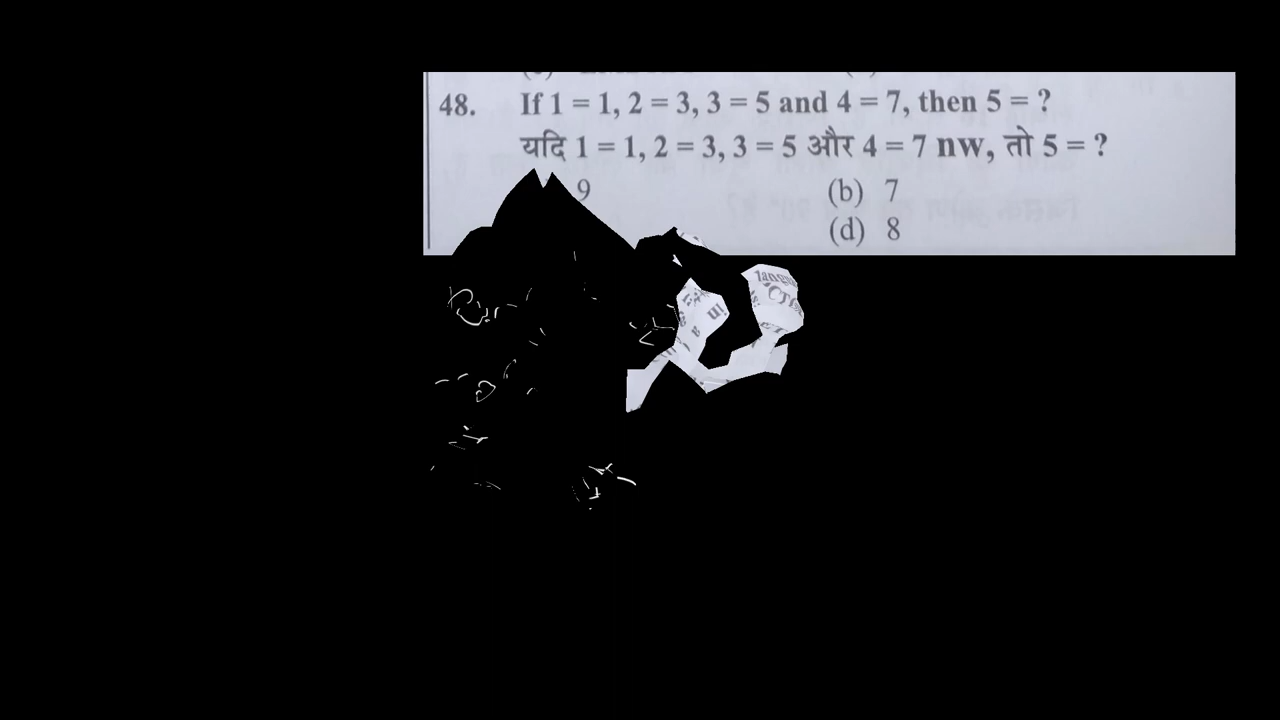 48. If 1 = 1, 2 = 3, 3 = 5 and 4 = 7, then 5 = ?
यदि 1 = 1, 2 = 3, 3 = 5 और 4 = 7 nw, तो 5 = ?
9 (b) 7
(d) 8